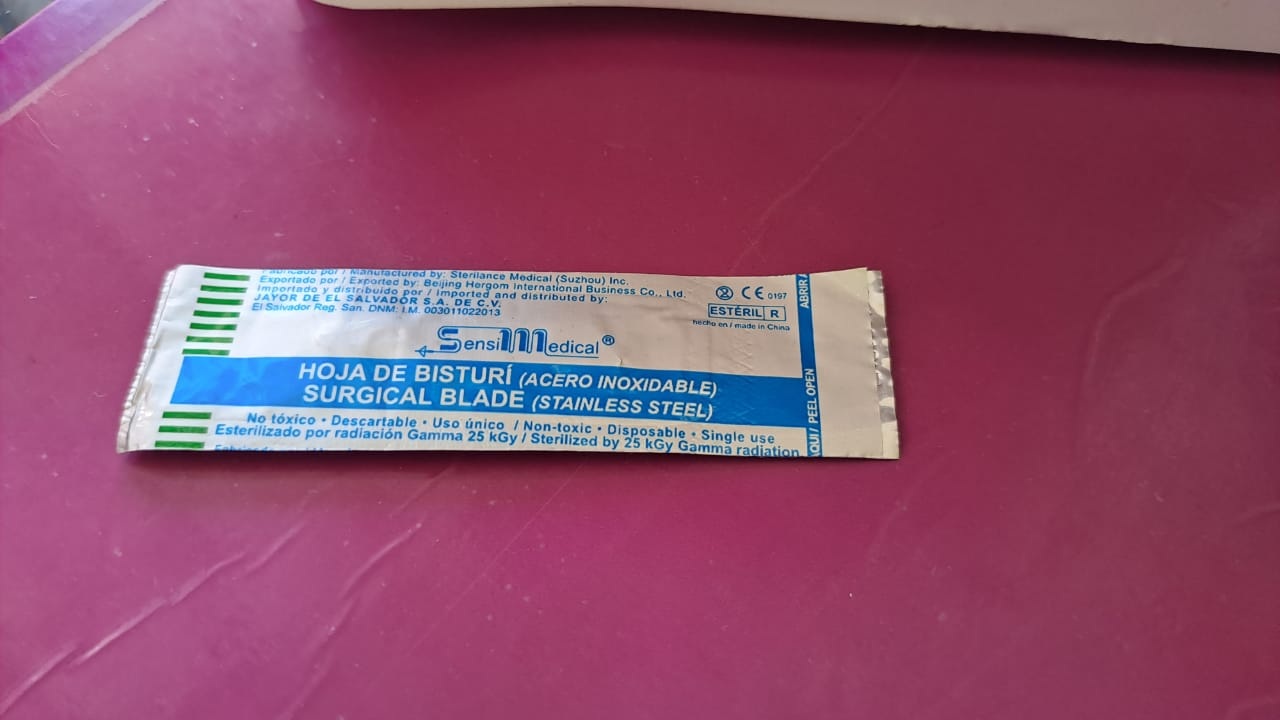 Fabricado por / Manufactured by: Sterilance Medical (Suzhou) Inc.
Exportado por / Exported by: Beijing Hergom International Business Co., Ltd.
Importado y distribuido por / Imported and distributed by:
JAYOR DE EL SALVADOR S.A. DE C.V.
El Salvador Reg. San. DNM: I.M. 003011022013
CE 0197
ESTÉRIL R
hecho en / made in China
Sensi Medical®
HOJA DE BISTURÍ (ACERO INOXIDABLE)
SURGICAL BLADE (STAINLESS STEEL)
No tóxico • Descartable • Uso único / Non-toxic • Disposable • Single use
Esterilizado por radiación Gamma 25 kGy / Sterilized by 25 kGy Gamma radiation
AQUI / PEEL OPEN
ABRIR /